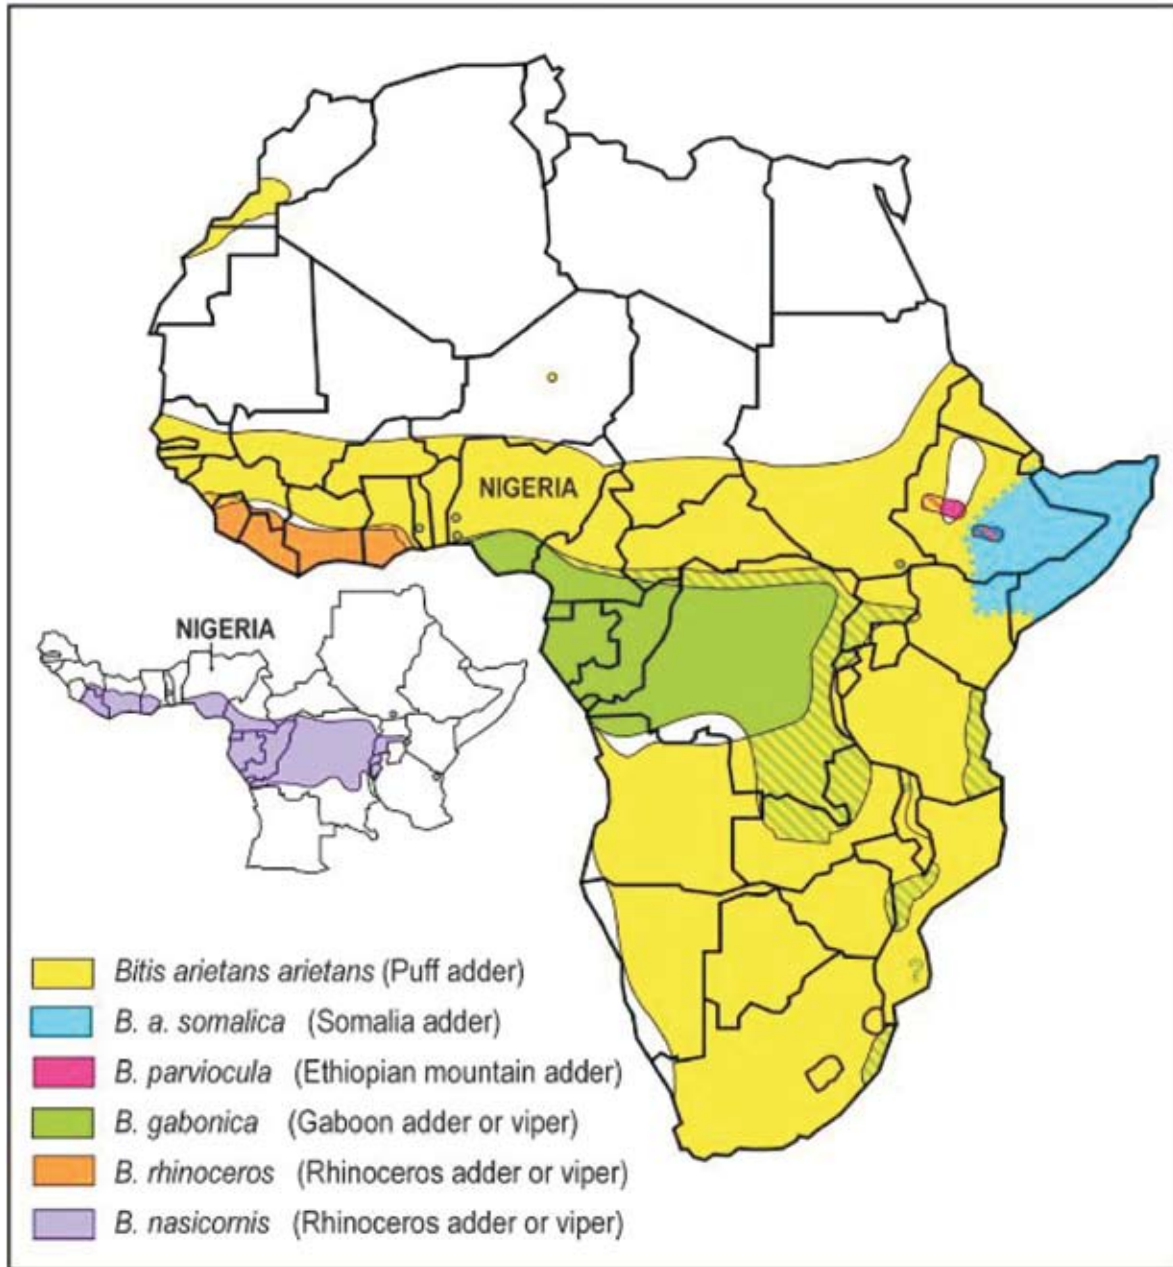 NIGERIA
NIGERIA
?
Bitis arietans arietans (Puff adder)
B. a. somalica (Somalia adder)
B. parviocula (Ethiopian mountain adder)
B. gabonica (Gaboon adder or viper)
B. rhinoceros (Rhinoceros adder or viper)
B. nasicornis (Rhinoceros adder or viper)